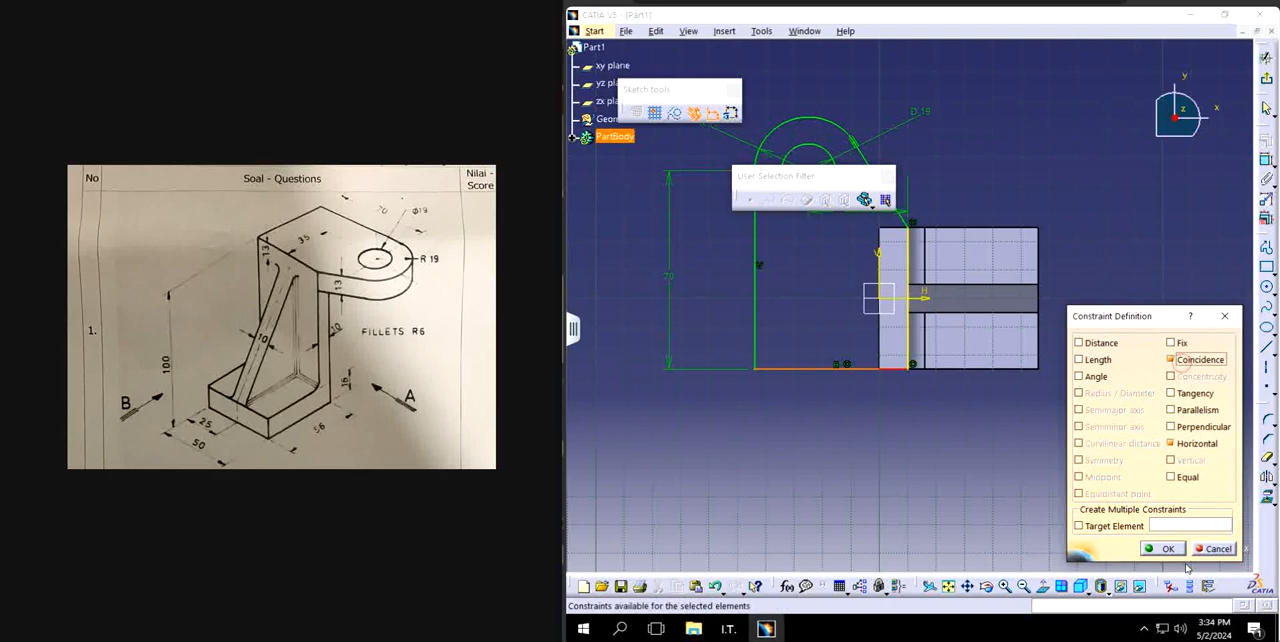 No
Soal - Questions
Nilai -
Score
1.
70
Ø19
35
13
R 19
13
10
10
FILLETS R6
100
16
B
A
25
50
56
CATIA V5 - [Part1]
Start File Edit View Insert Tools Window Help
Part1
xy plane
yz pl
zx pla
Geom
PartBody
Sketch tools
User Selection Filter
D 19
70
H
V
y
x
z
Constraint Definition ? ×
Distance
Fix
Length
Coincidence
Angle
Concentricity
Radius / Diameter
Tangency
Semimajor axis
Parallelism
Semiminor axis
Perpendicular
Curvilinear distance
Horizontal
Symmetry
Vertical
Midpoint
Equal
Equidistant point
Create Multiple Constraints
Target Element
OK
Cancel
f(x)
CATIA
Constraints available for the selected elements
I.T.
3:34 PM
5/2/2024